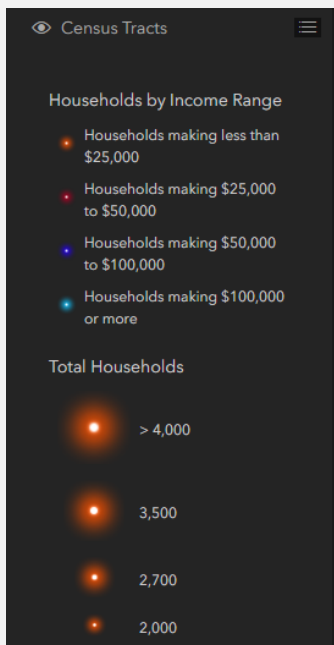 Census Tracts
Households by Income Range
Households making less than
$25,000
Households making $25,000
to $50,000
Households making $50,000
to $100,000
Households making $100,000
or more
Total Households
> 4,000
3,500
2,700
2,000